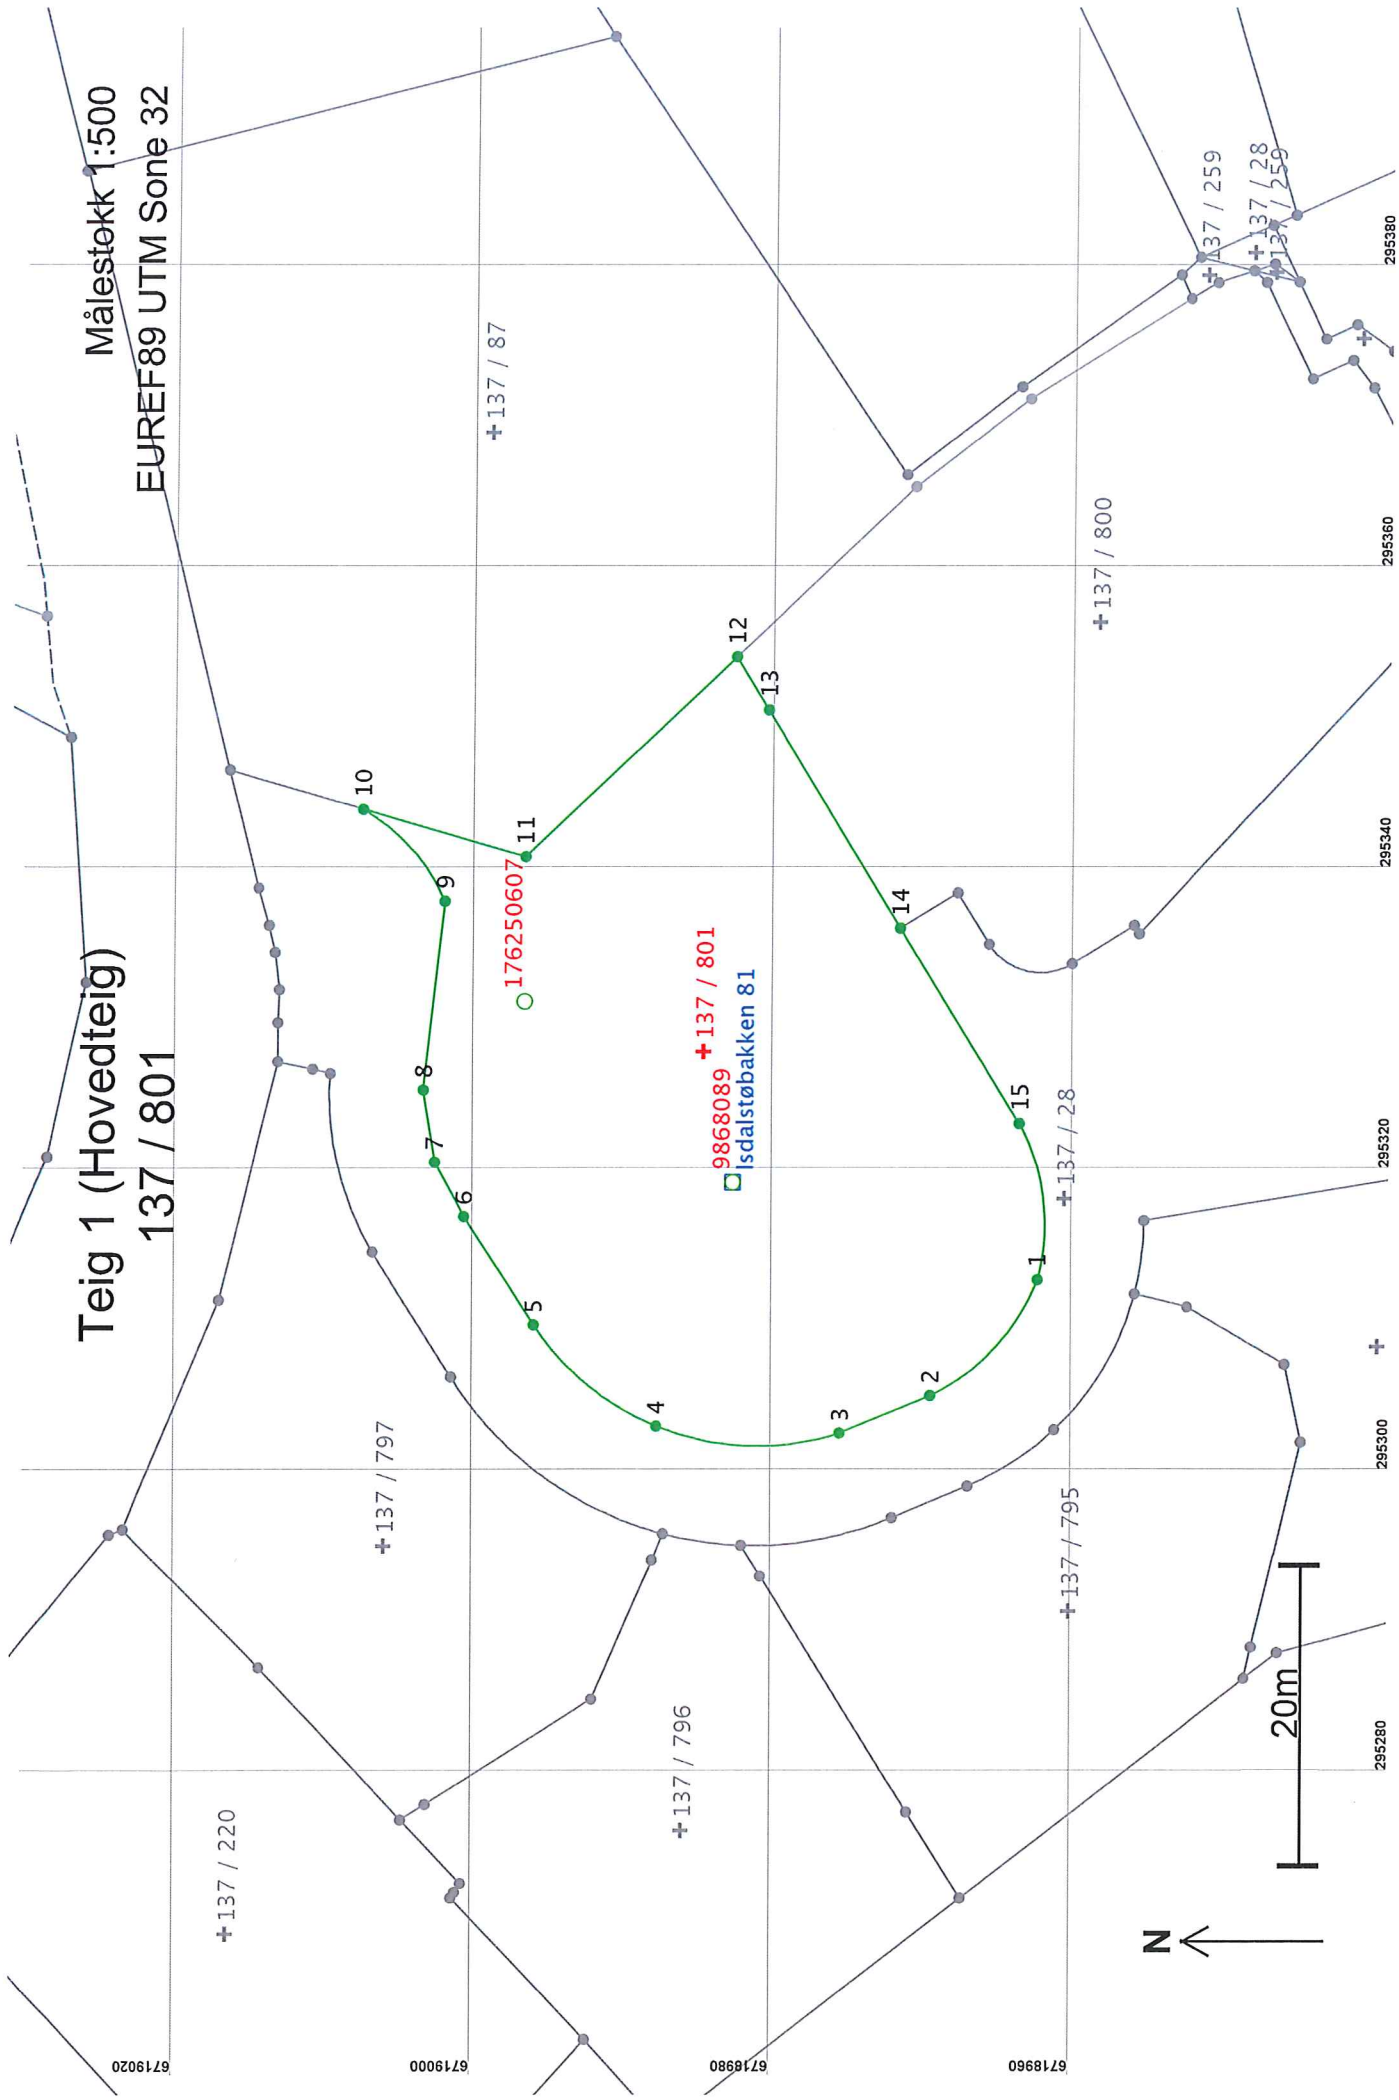 Teig 1 (Hovedteig)
137 / 801
Målestokk 1:500
EUREF89 UTM Sone 32
137 / 220
137 / 797
137 / 87
137 / 796
137 / 795
137 / 28
137 / 800
137 / 259
137 / 28
137 / 259
176250607
137 / 801
9868089
Isdalstøbakken 81
1
2
3
4
5
6
7
8
9
10
11
12
13
14
15
N
20m
6719020
6719000
6718980
6718960
295280
295300
295320
295340
295360
295380